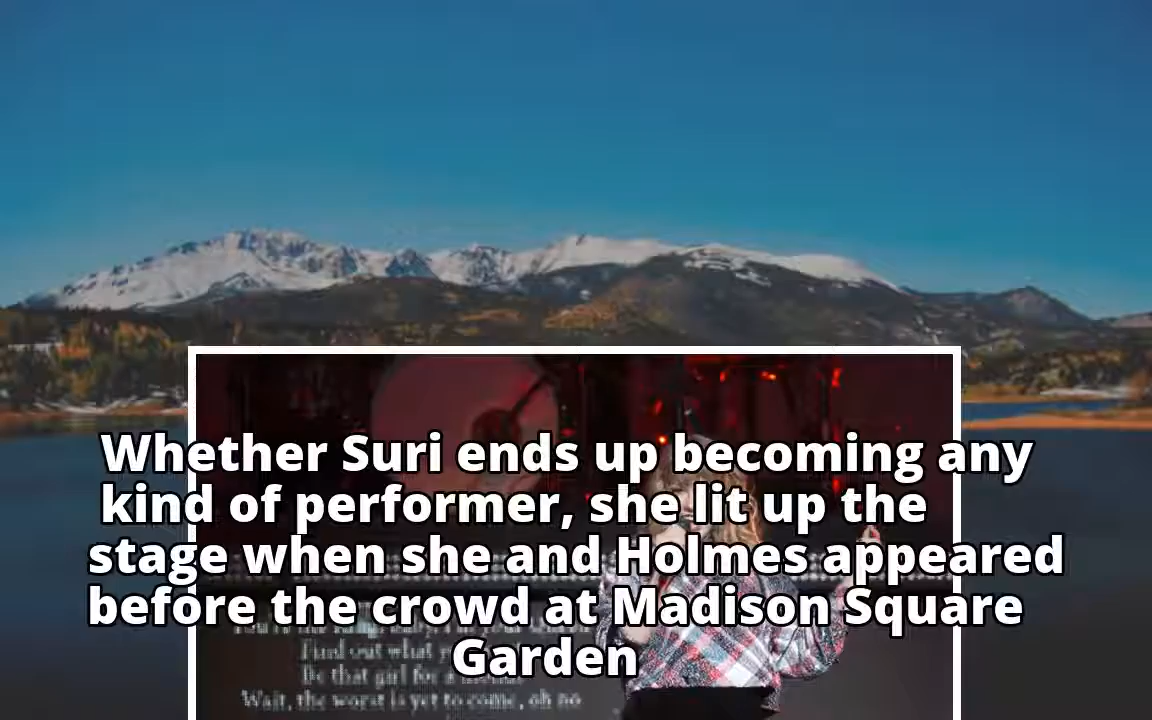 Whether Suri ends up becoming any
kind of performer, she lit up the
stage when she and Holmes appeared
before the crowd at Madison Square
Garden
Find out what
Be that girl for a
Wait, the worst is yet to come, oh no